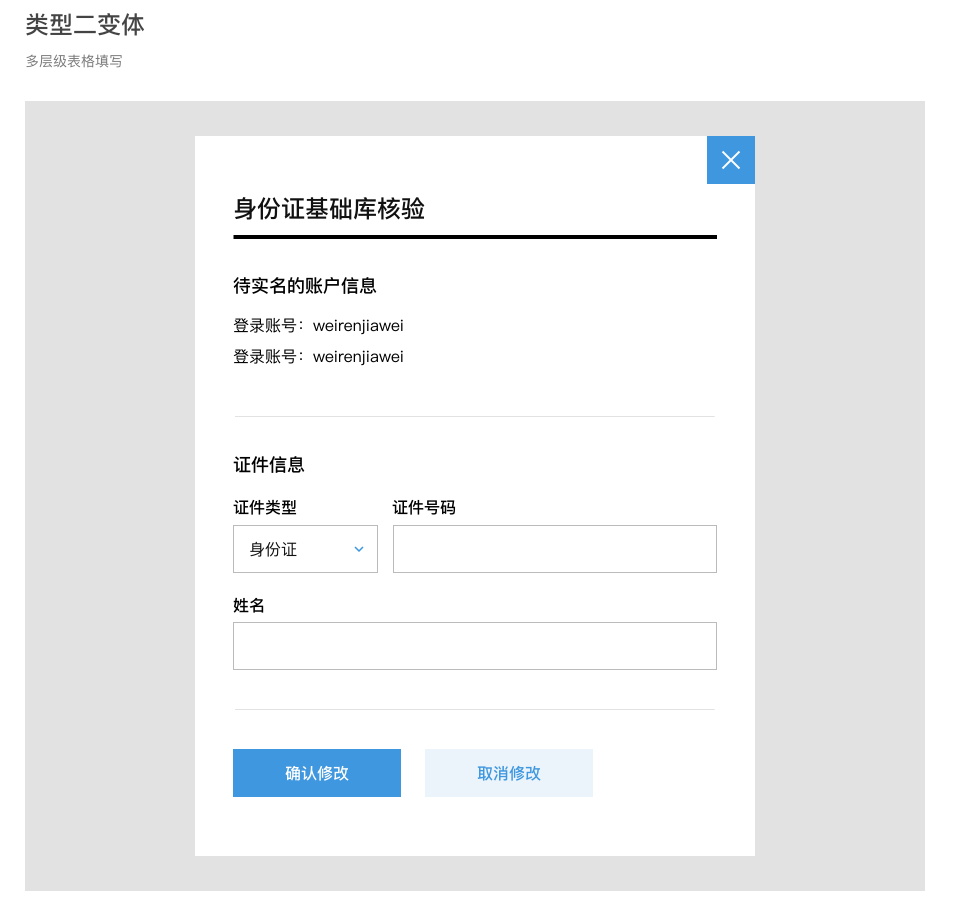 类型二变体
多层级表格填写
身份证基础库核验
待实名的账户信息
登录账号：weirenjiawei
登录账号：weirenjiawei
证件信息
证件类型 证件号码
身份证
姓名
确认修改 取消修改